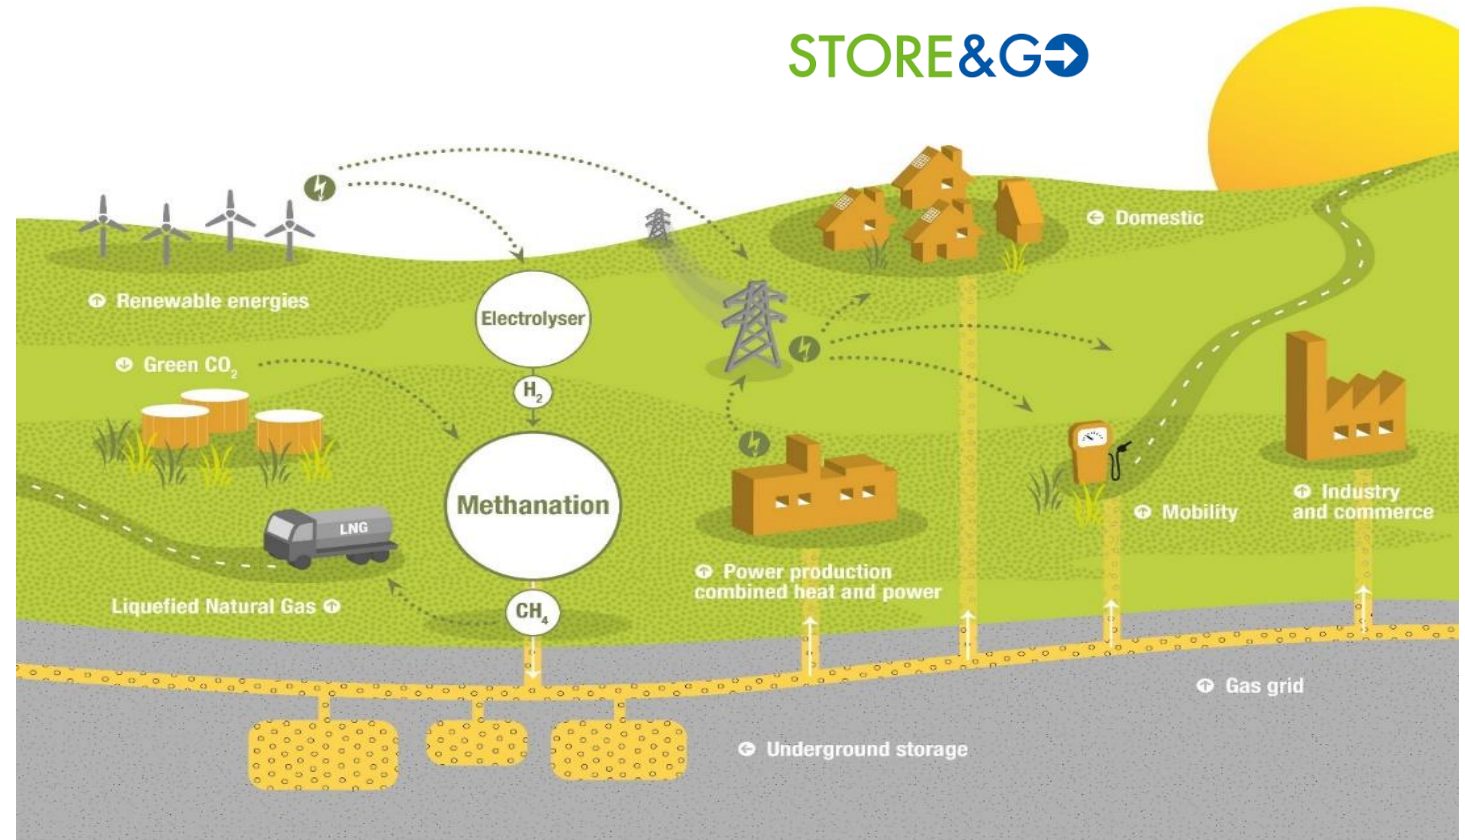 STORE&GO
Domestic
Renewable energies
Electrolyser
Green CO₂
H₂
Methanation
LNG
Industry
and commerce
Mobility
Power production
combined heat and power
Liquefied Natural Gas
CH₄
Gas grid
Underground storage